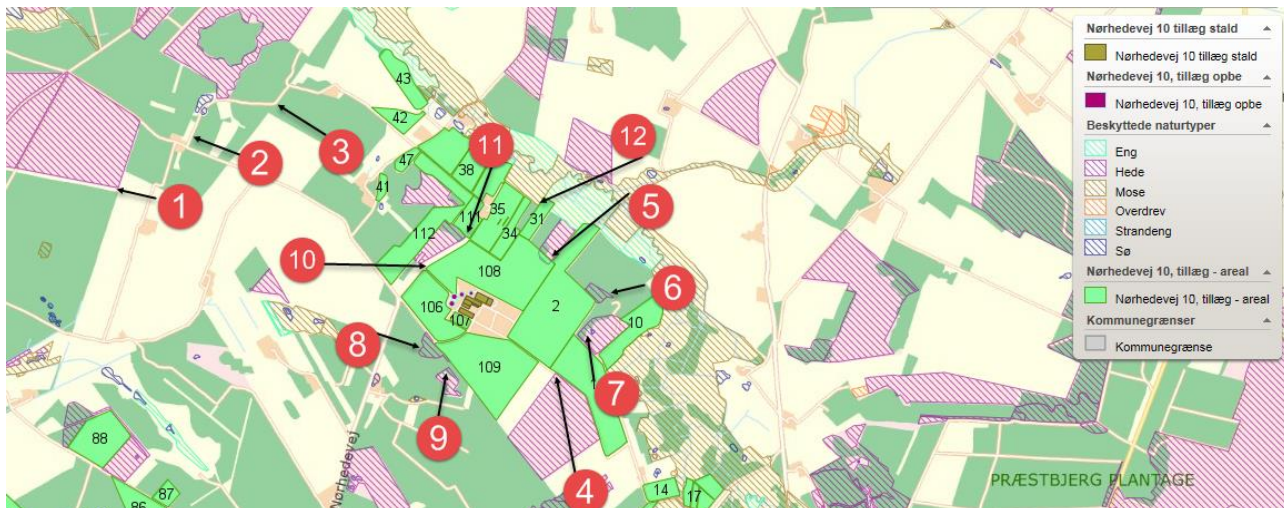 Nørhedevej 10 tillæg stald
Nørhedevej 10 tillæg stald
Nørhedevej 10, tillæg opbe
Nørhedevej 10, tillæg opbe
Beskyttede naturtyper
Eng
Hede
Mose
Overdrev
Strandeng
Sø
Nørhedevej 10, tillæg - areal
Nørhedevej 10, tillæg - areal
Kommunegrænser
Kommunegrænse
43
42
3
2
11
12
47
38
41
1
35
31
5
111
112
34
10
108
6
106
2
10
107
8
109
7
9
88
Nørhedevej
4
PRÆSTBJERG PLANTAGE
87
14
17
86